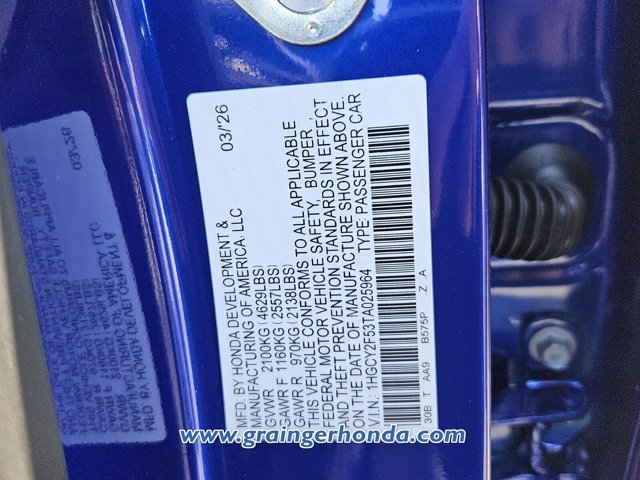 03/'26
MFD. BY HONDA DEVELOPMENT &
MANUFACTURING OF AMERICA, LLC
GVWR 2100KG(4629LBS)
GAWR F 1160KG(2557LBS)
GAWR R 970KG(2138LBS)
THIS VEHICLE CONFORMS TO ALL APPLICABLE
FEDERAL MOTOR VEHICLE SAFETY, BUMPER
AND THEFT PREVENTION STANDARDS IN EFFECT
ON THE DATE OF MANUFACTURE SHOWN ABOVE.
V.I.N.: 1HGCY2F53TA025964 TYPE: PASSENGER CAR
30B T AA9 B575P Z A
www.graingerhonda.com